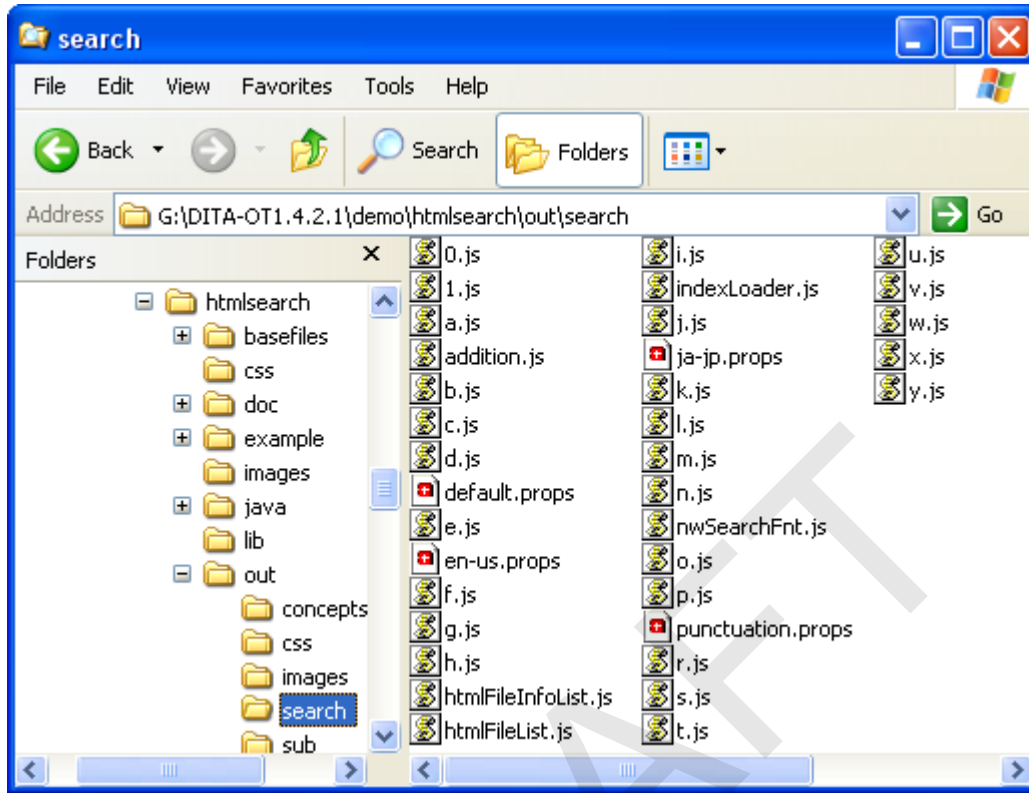 search
File Edit View Favorites Tools Help
Back Search Folders
Address G:\DITA-OT1.4.2.1\demo\htmlsearch\out\search Go
Folders
htmlsearch
basefiles
css
doc
example
images
java
lib
out
concepts
css
images
search
sub
0.js
1.js
a.js
addition.js
b.js
c.js
d.js
default.props
e.js
en-us.props
f.js
g.js
h.js
htmlFileInfoList.js
htmlFileList.js
i.js
indexLoader.js
j.js
ja-jp.props
k.js
l.js
m.js
n.js
nwSearchFnt.js
o.js
p.js
punctuation.props
r.js
s.js
t.js
u.js
v.js
w.js
x.js
y.js
AFT